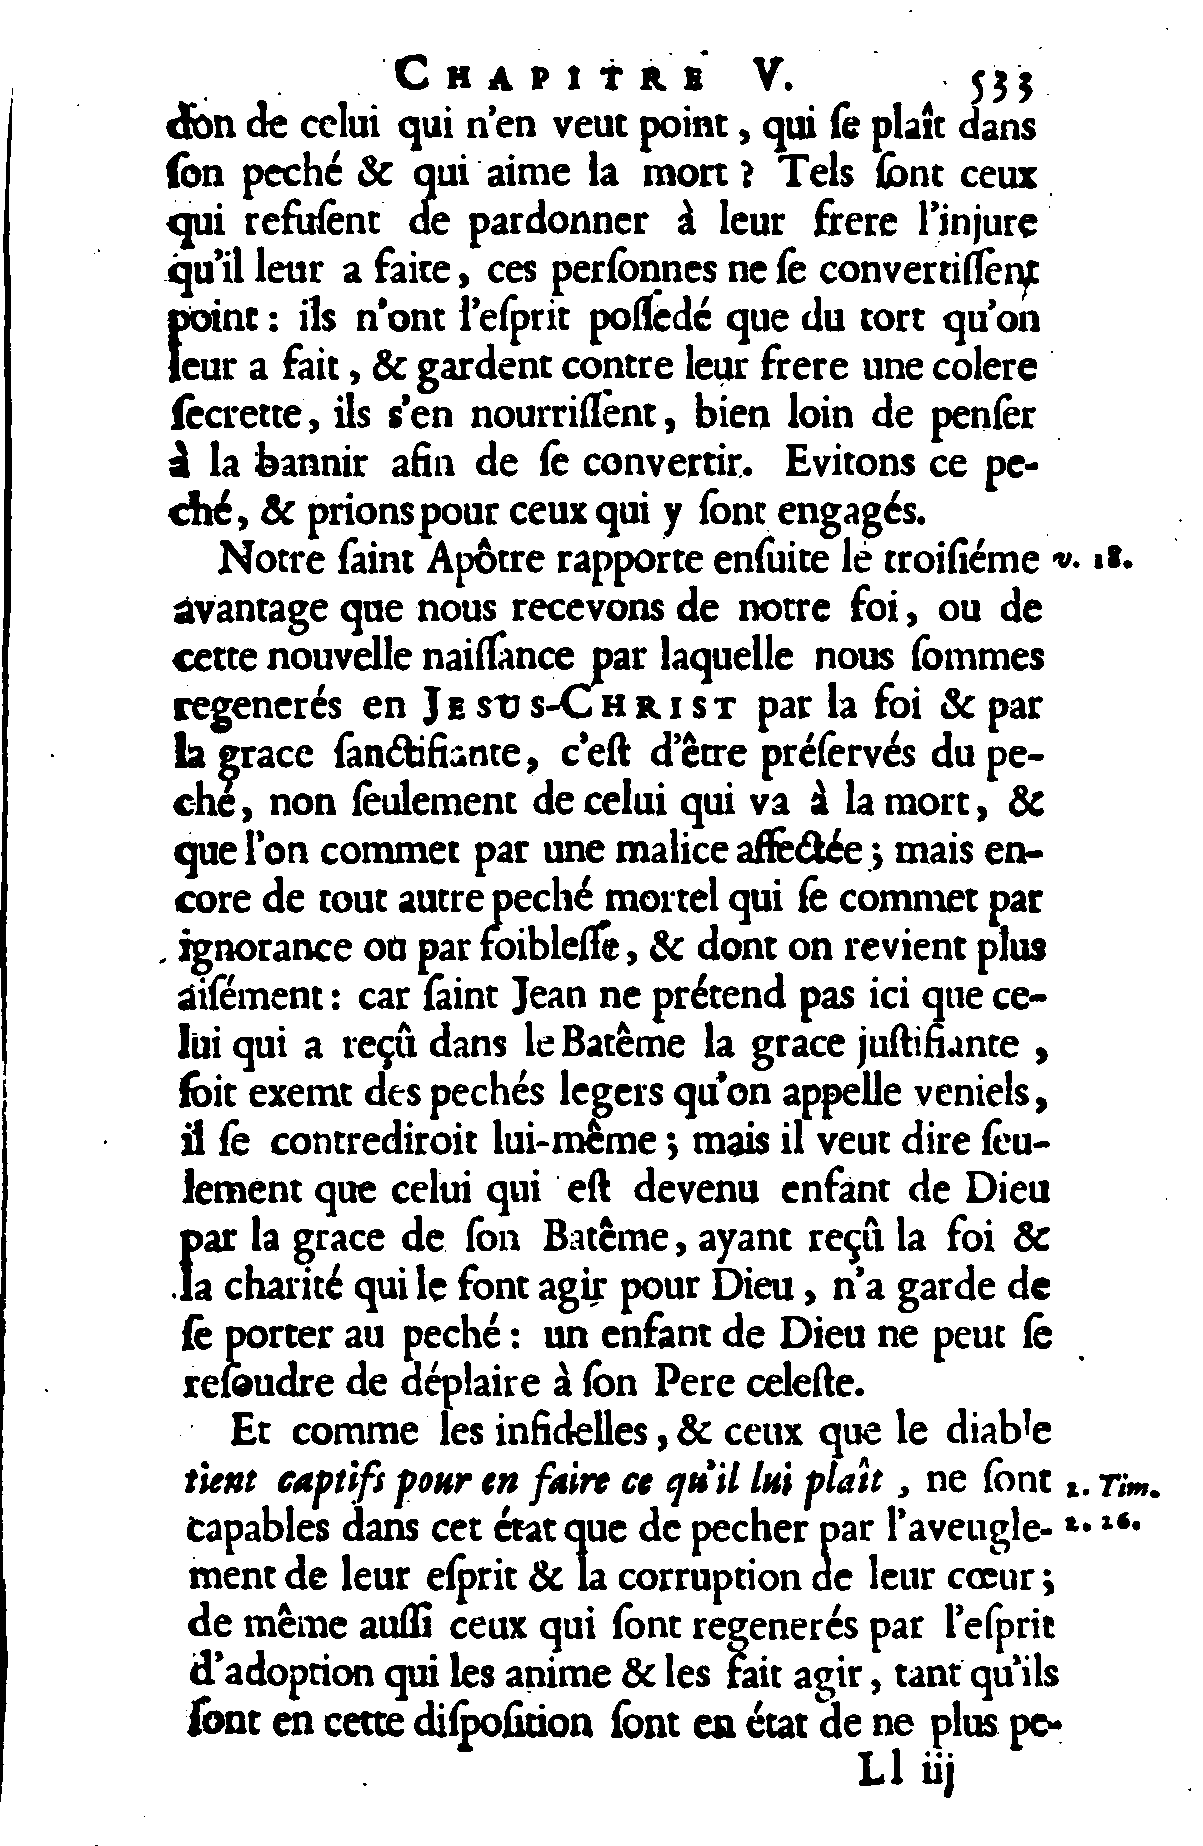 CHAPITRE V. 533
don de celui qui n'en veut point, qui ſe plaît dans
ſon peché & qui aime la mort ? Tels ſont ceux
qui refuſent de pardonner à leur frere l'injure
qu'il leur a faite, ces perſonnes ne ſe convertiſſent
point : ils n'ont l'eſprit poſſedé que du tort qu'on
leur a fait, & gardent contre leur frere une colere
ſecrette, ils s'en nourriſſent, bien loin de penſer
à la bannir afin de ſe convertir. Evitons ce pe-
ché, & prions pour ceux qui y ſont engagés.
Notre ſaint Apôtre rapporte enſuite le troiſiéme v. 18.
avantage que nous recevons de notre foi, ou de
cette nouvelle naiſſance par laquelle nous ſommes
regenerés en JESUS-CHRIST par la foi & par
la grace ſanctifiante, c'eſt d'être préſervés du pe-
ché, non ſeulement de celui qui va à la mort, &
que l'on commet par une malice affectée ; mais en-
core de tout autre peché mortel qui ſe commet par
ignorance ou par foibleſſe, & dont on revient plus
aiſément : car ſaint Jean ne prétend pas ici que ce-
lui qui a reçû dans le Batême la grace juſtifiante,
ſoit exemt des pechés legers qu'on appelle veniels,
il ſe contrediroit lui-même ; mais il veut dire ſeu-
lement que celui qui eſt devenu enfant de Dieu
par la grace de ſon Batême, ayant reçû la foi &
la charité qui le font agir pour Dieu, n'a garde de
ſe porter au peché : un enfant de Dieu ne peut ſe
reſoudre de déplaire à ſon Pere celeſte.
Et comme les infidelles, & ceux que le diable
tient captifs pour en faire ce qu'il lui plaît, ne ſont 2. Tim.
capables dans cet état que de pecher par l'aveugle- 2. 26.
ment de leur eſprit & la corruption de leur cœur ;
de même auſſi ceux qui ſont regenerés par l'eſprit
d'adoption qui les anime & les fait agir, tant qu'ils
ſont en cette diſpoſition ſont en état de ne plus pe-
Ll iij